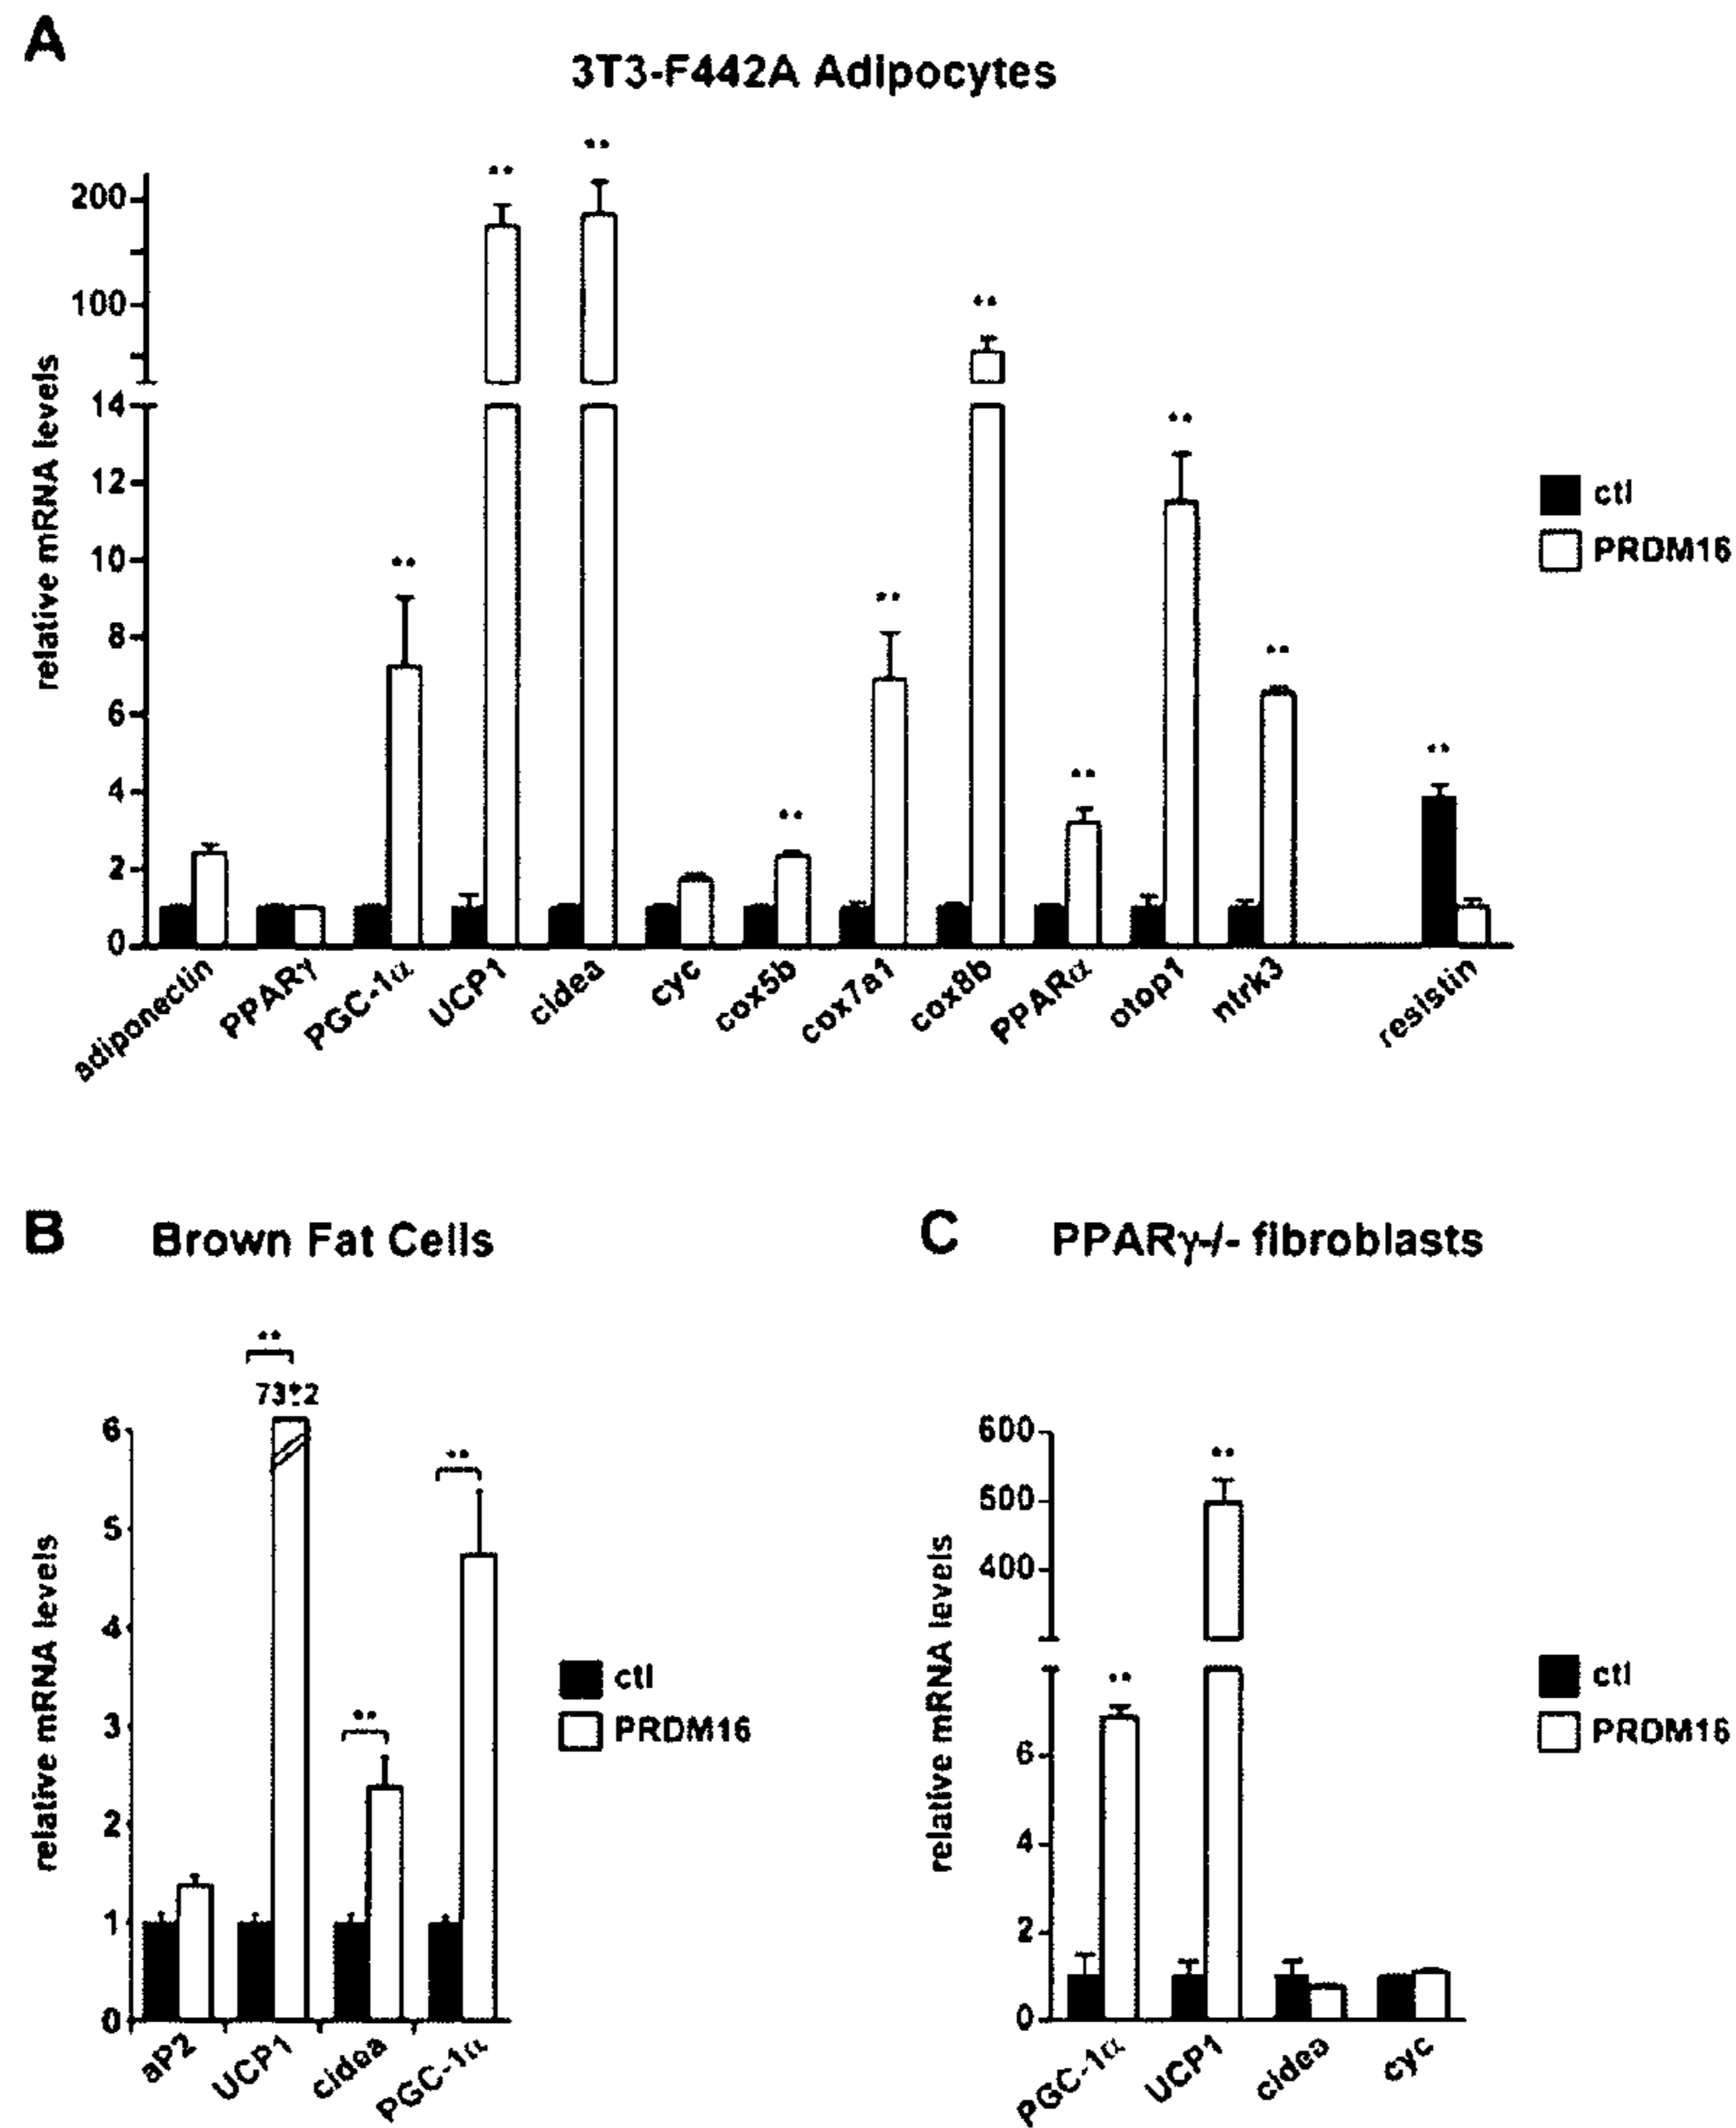 A
3T3-F442A Adipocytes
relative mRNA levels
200
100
14
12
10
8
6
4
2
0
**
**
**
**
**
**
**
**
**
**
ctl
PRDM16
adiponectin
PPARγ
PGC-1α
UCP1
cidea
cyc
cox5b
cox7a1
cox8b
PPARα
otop1
ntrk3
resistin
B
Brown Fat Cells
relative mRNA levels
6
5
4
3
2
1
0
**
73±2
**
**
ctl
PRDM16
aP2
UCP1
cidea
PGC-1α
C
PPARγ-/- fibroblasts
relative mRNA levels
600
500
400
6
4
2
0
**
**
ctl
PRDM16
PGC-1α
UCP1
cidea
cyc